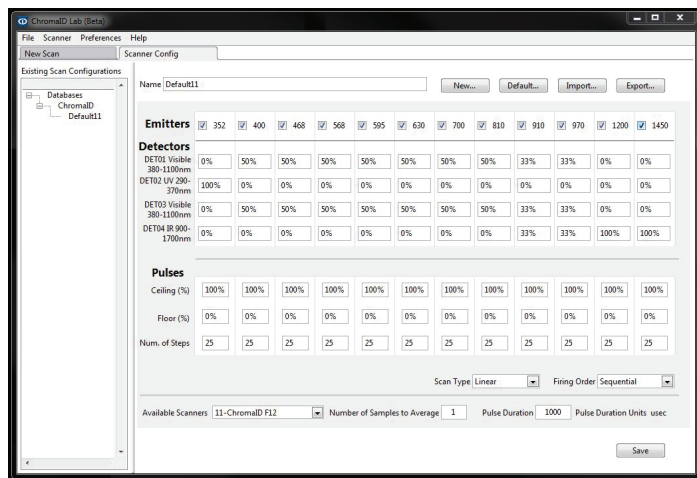 ChromaID Lab (Beta)
File Scanner Preferences Help
New Scan Scanner Config
Existing Scan Configurations
Databases
ChromaID
Default11
Name Default11 New... Default... Import... Export...
Emitters 352 400 468 568 595 630 700 810 910 970 1200 1450
Detectors
DET01 Visible
380-1100nm
0% 50% 50% 50% 50% 50% 50% 50% 33% 33% 0% 0%
DET02 UV 290-
370nm
100% 0% 0% 0% 0% 0% 0% 0% 0% 0% 0% 0%
DET03 Visible
380-1100nm
0% 50% 50% 50% 50% 50% 50% 50% 33% 33% 0% 0%
DET04 IR 900-
1700nm
0% 0% 0% 0% 0% 0% 0% 0% 33% 33% 100% 100%
Pulses
Ceiling (%) 100% 100% 100% 100% 100% 100% 100% 100% 100% 100% 100% 100%
Floor (%) 0% 0% 0% 0% 0% 0% 0% 0% 0% 0% 0% 0%
Num. of Steps 25 25 25 25 25 25 25 25 25 25 25 25
Scan Type Linear Firing Order Sequential
Available Scanners 11-ChromaID F12 Number of Samples to Average 1 Pulse Duration 1000 Pulse Duration Units usec
Save